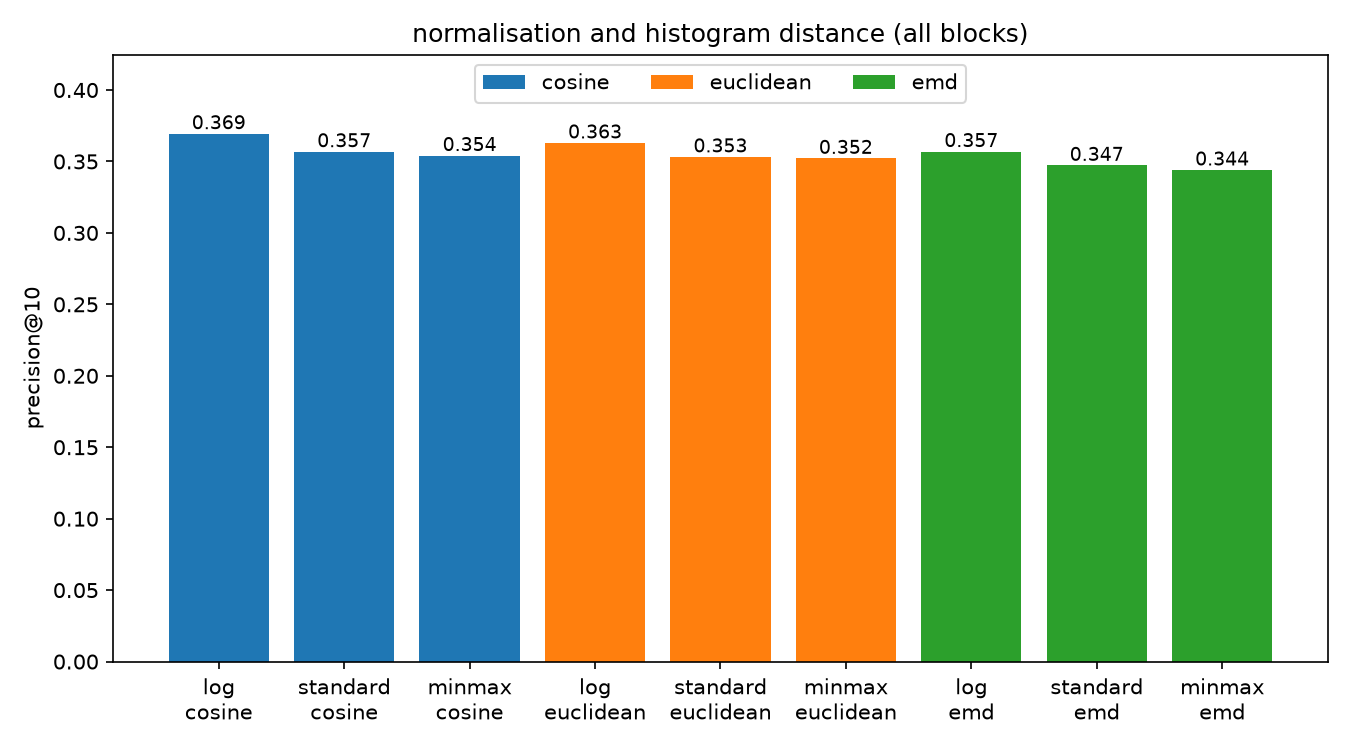 normalisation and histogram distance (all blocks)
cosine euclidean emd
precision@10
0.40
0.35
0.30
0.25
0.20
0.15
0.10
0.05
0.00
0.369
0.357
0.354
0.363
0.353
0.352
0.357
0.347
0.344
log
cosine
standard
cosine
minmax
cosine
log
euclidean
standard
euclidean
minmax
euclidean
log
emd
standard
emd
minmax
emd